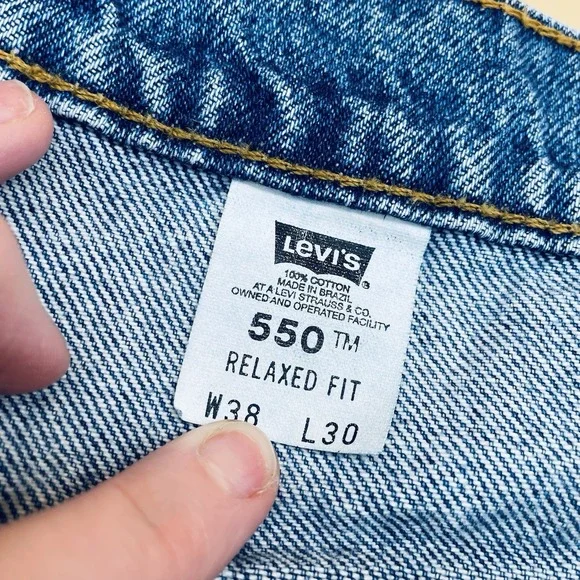 LEVI'S ®
100% COTTON
MADE IN BRAZIL
AT A LEVI STRAUSS & CO.
OWNED AND OPERATED FACILITY
550 TM
RELAXED FIT
W38 L30